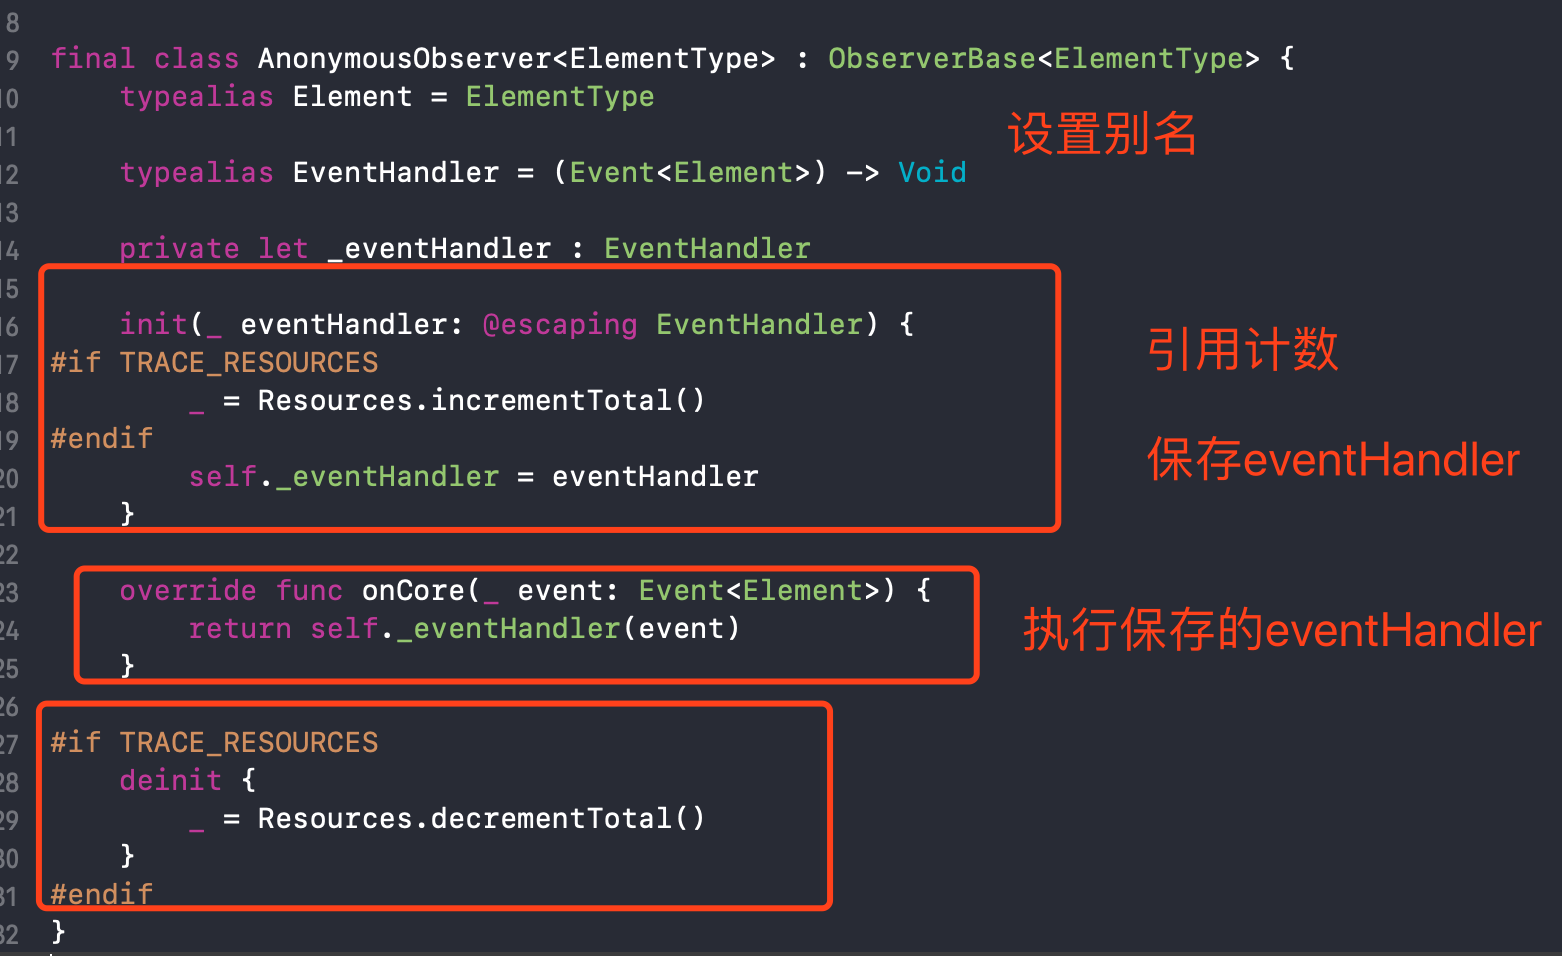 8
9 final class AnonymousObserver<ElementType> : ObserverBase<ElementType> {
10 typealias Element = ElementType
11
设置别名
12 typealias EventHandler = (Event<Element>) -> Void
13
14 private let _eventHandler : EventHandler
15
16 init(_ eventHandler: @escaping EventHandler) {
17 #if TRACE_RESOURCES
引用计数
18 _ = Resources.incrementTotal()
19 #endif
保存eventHandler
20 self._eventHandler = eventHandler
21 }
22
23 override func onCore(_ event: Event<Element>) {
24 return self._eventHandler(event)
执行保存的eventHandler
25 }
26
27 #if TRACE_RESOURCES
28 deinit {
29 _ = Resources.decrementTotal()
30 }
31 #endif
32 }